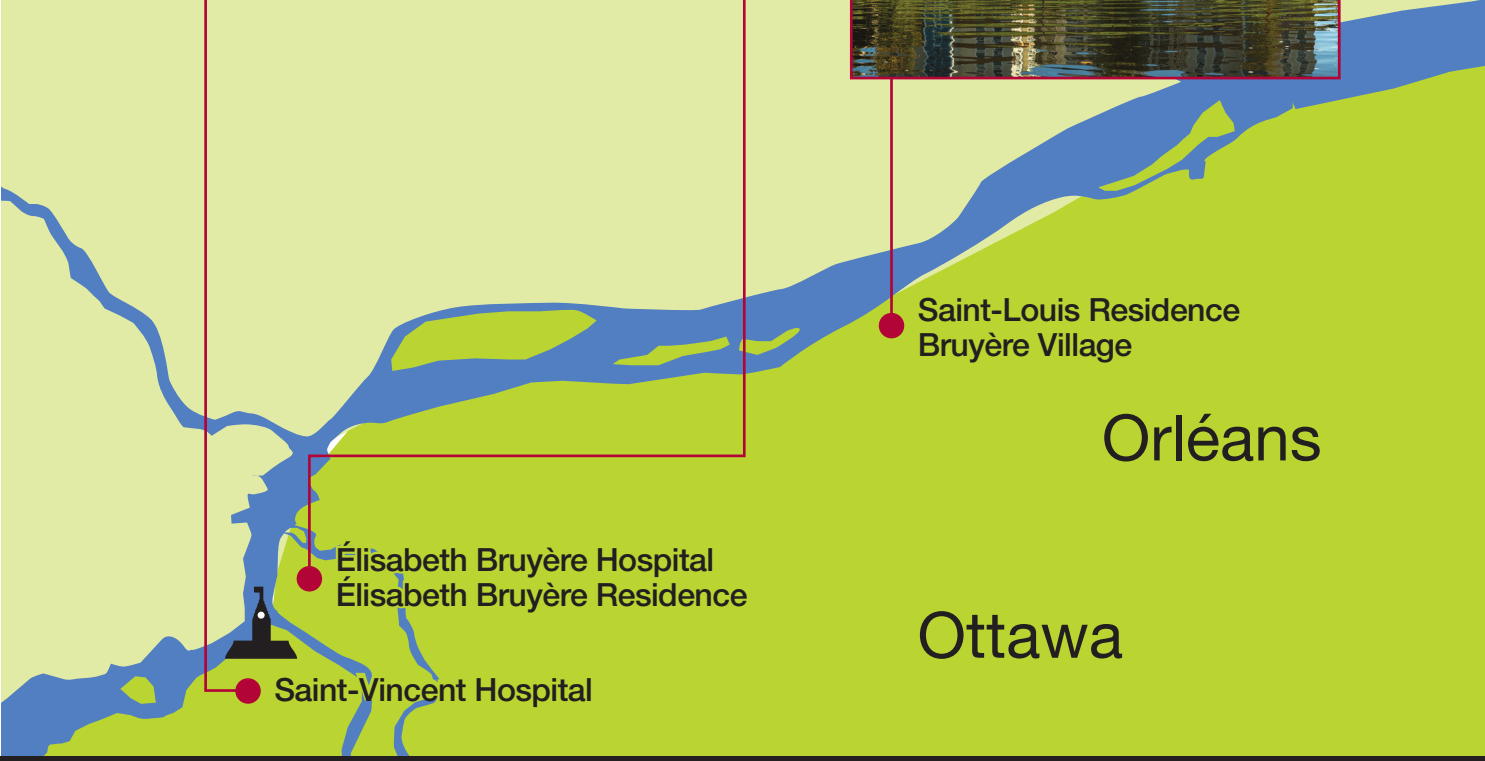 Saint-Louis Residence
Bruyère Village
Orléans
Élisabeth Bruyère Hospital
Élisabeth Bruyère Residence
Ottawa
Saint-Vincent Hospital